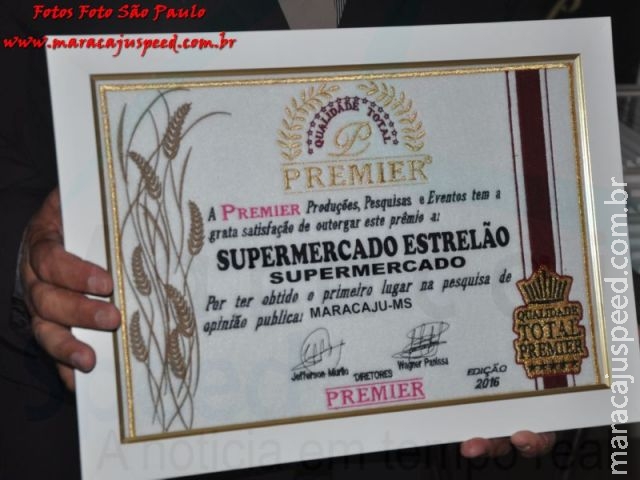 Fotos Foto São Paulo
www.maracajuspeed.com.br
QUALIDADE TOTAL
P
PREMIER
A PREMIER Produções, Pesquisas e Eventos tem a
grata satisfação de outorgar este prêmio a:
SUPERMERCADO ESTRELÃO
SUPERMERCADO
Por ter obtido o primeiro lugar na pesquisa de
opinião publica: MARACAJU-MS
Jefferson Murilo DIRETORES Wagner Patissa
EDIÇÃO
2016
PREMIER
QUALIDADE
TOTAL
PREMIER
maracajuspeed.com.br
A notícia em tempo real